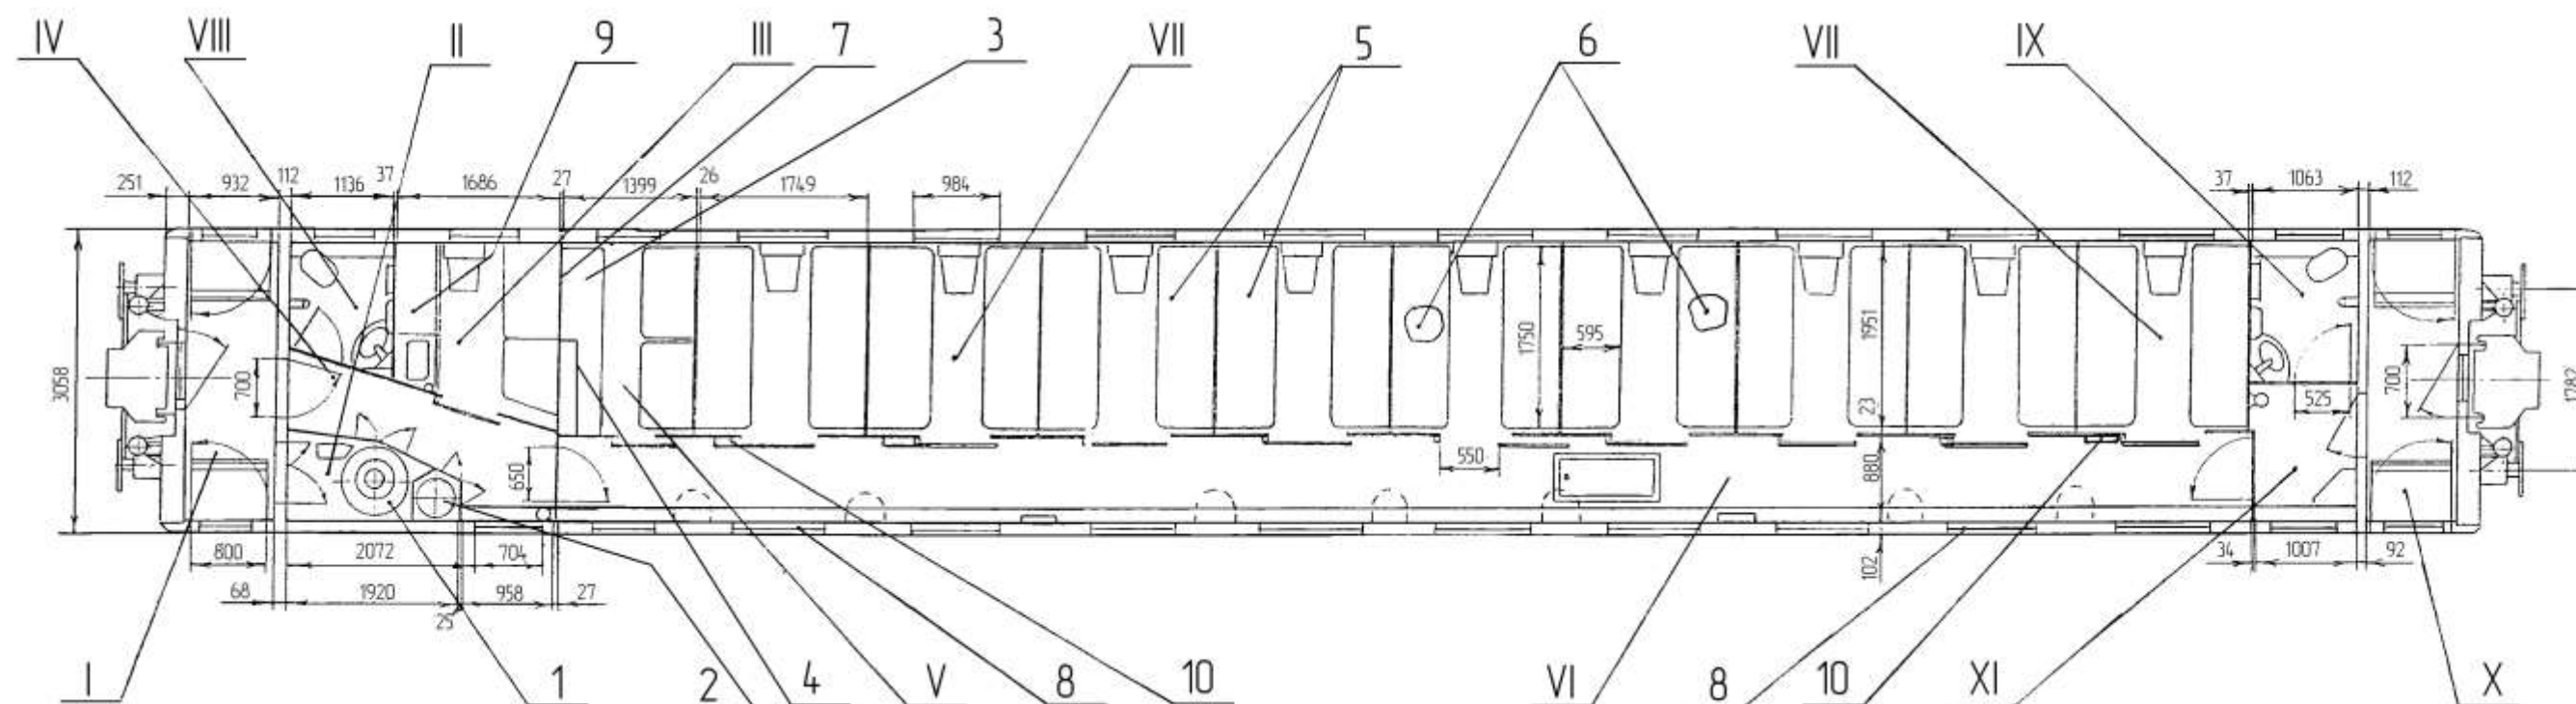 IV VIII II 9 III 7 3 VII 5 6 VII IX
251 932 112 1136 37 1686 27 1399 26 1749 984 37 1063 112
3058 700 650 1750 595 1951 23 550 880 525 700 1782
800 2072 704 102 34 1007 92
68 1920 25 958 27
I 1 2 4 V 8 10 VI 8 10 XI X